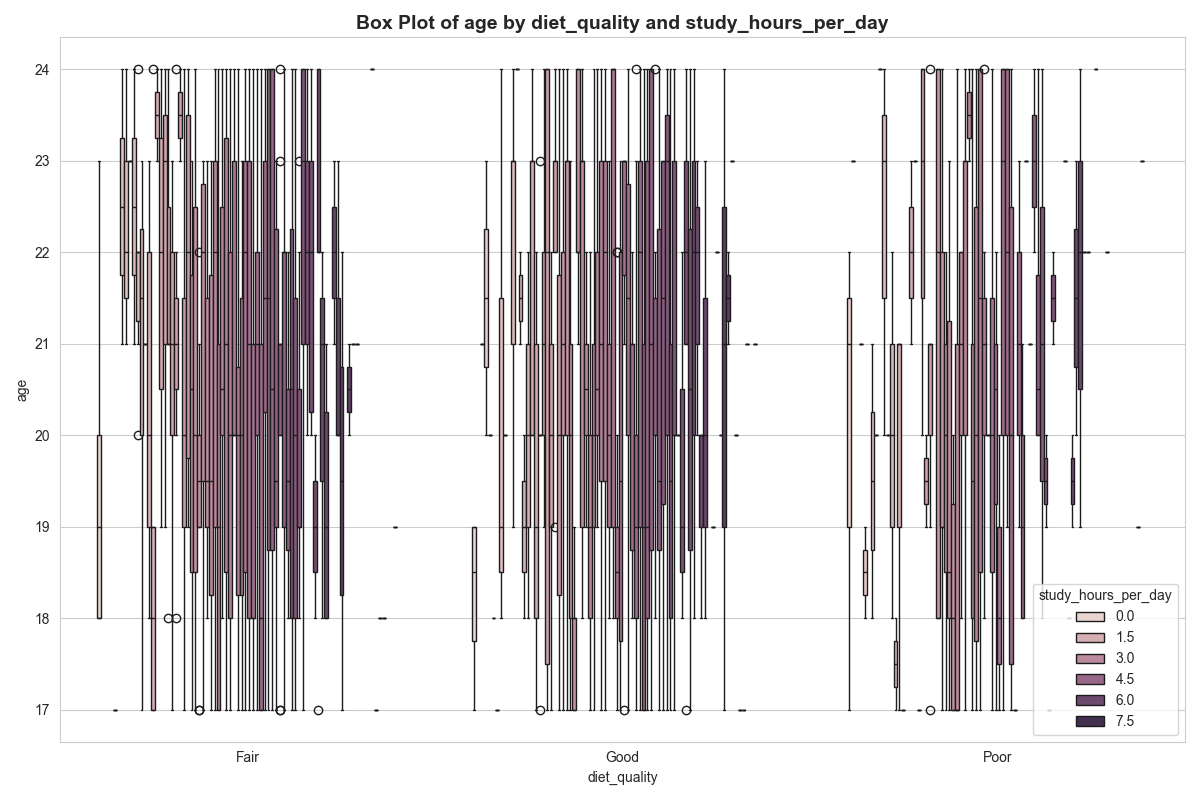 Box Plot of age by diet_quality and study_hours_per_day
age
24
23
22
21
20
19
18
17
Fair
Good
Poor
diet_quality
study_hours_per_day
0.0
1.5
3.0
4.5
6.0
7.5